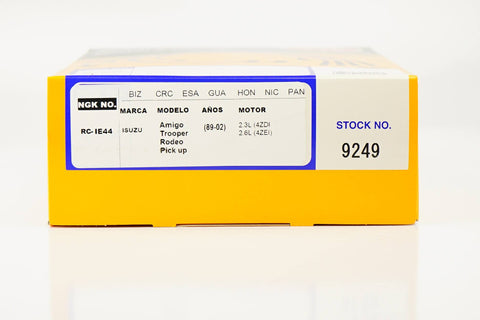 BIZ CRC ESA GUA HON NIC PAN
NGK NO. MARCA MODELO AÑOS MOTOR
RC-IE44 ISUZU Amigo (89-02) 2.3L (4ZDI
Trooper 2.6L (4ZEI)
Rodeo
Pick up
STOCK NO.
9249